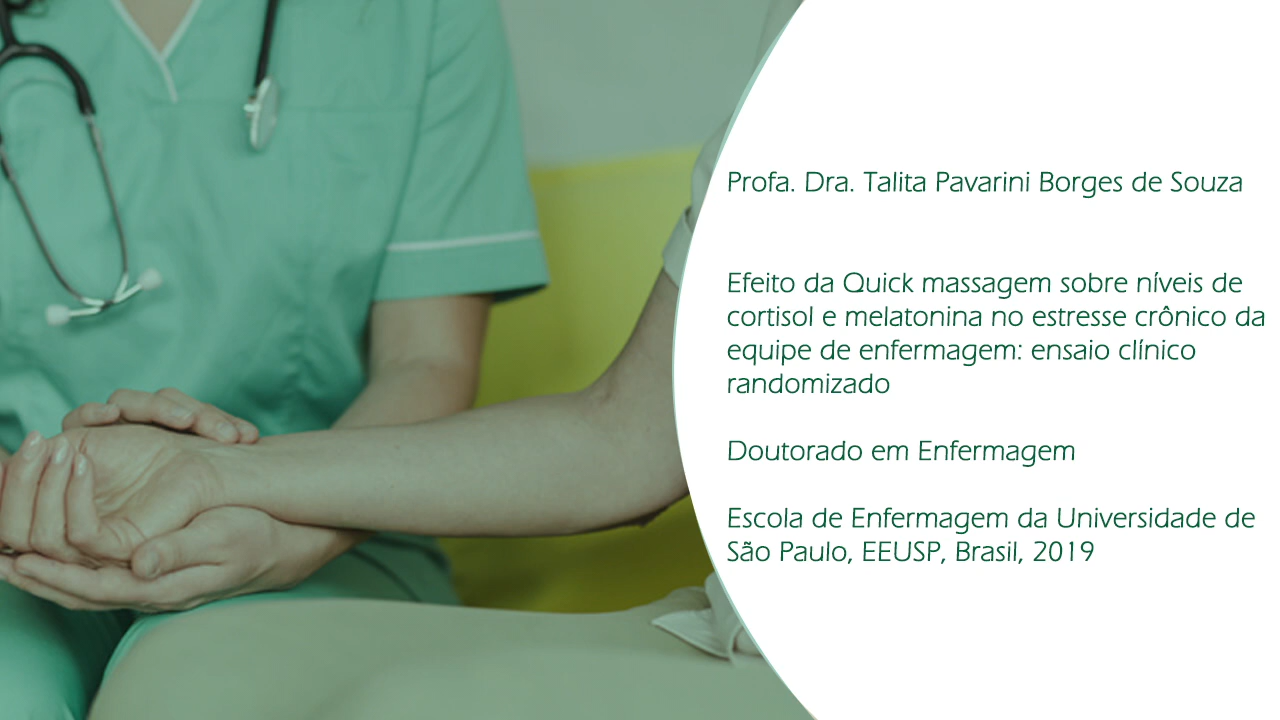 Profa. Dra. Talita Pavarini Borges de Souza
Efeito da Quick massagem sobre níveis de
cortisol e melatonina no estresse crônico da
equipe de enfermagem: ensaio clínico
randomizado
Doutorado em Enfermagem
Escola de Enfermagem da Universidade de
São Paulo, EEUSP, Brasil, 2019